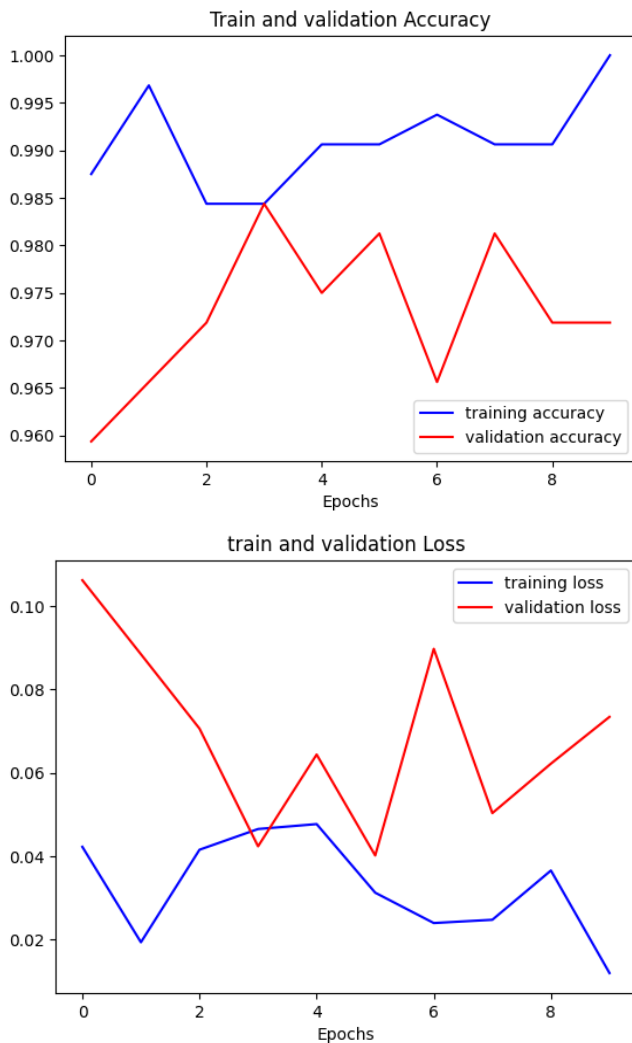 Train and validation Accuracy
1.000
0.995
0.990
0.985
0.980
0.975
0.970
0.965
0.960
training accuracy
validation accuracy
0 2 4 6 8
Epochs
train and validation Loss
training loss
validation loss
0.10
0.08
0.06
0.04
0.02
0 2 4 6 8
Epochs